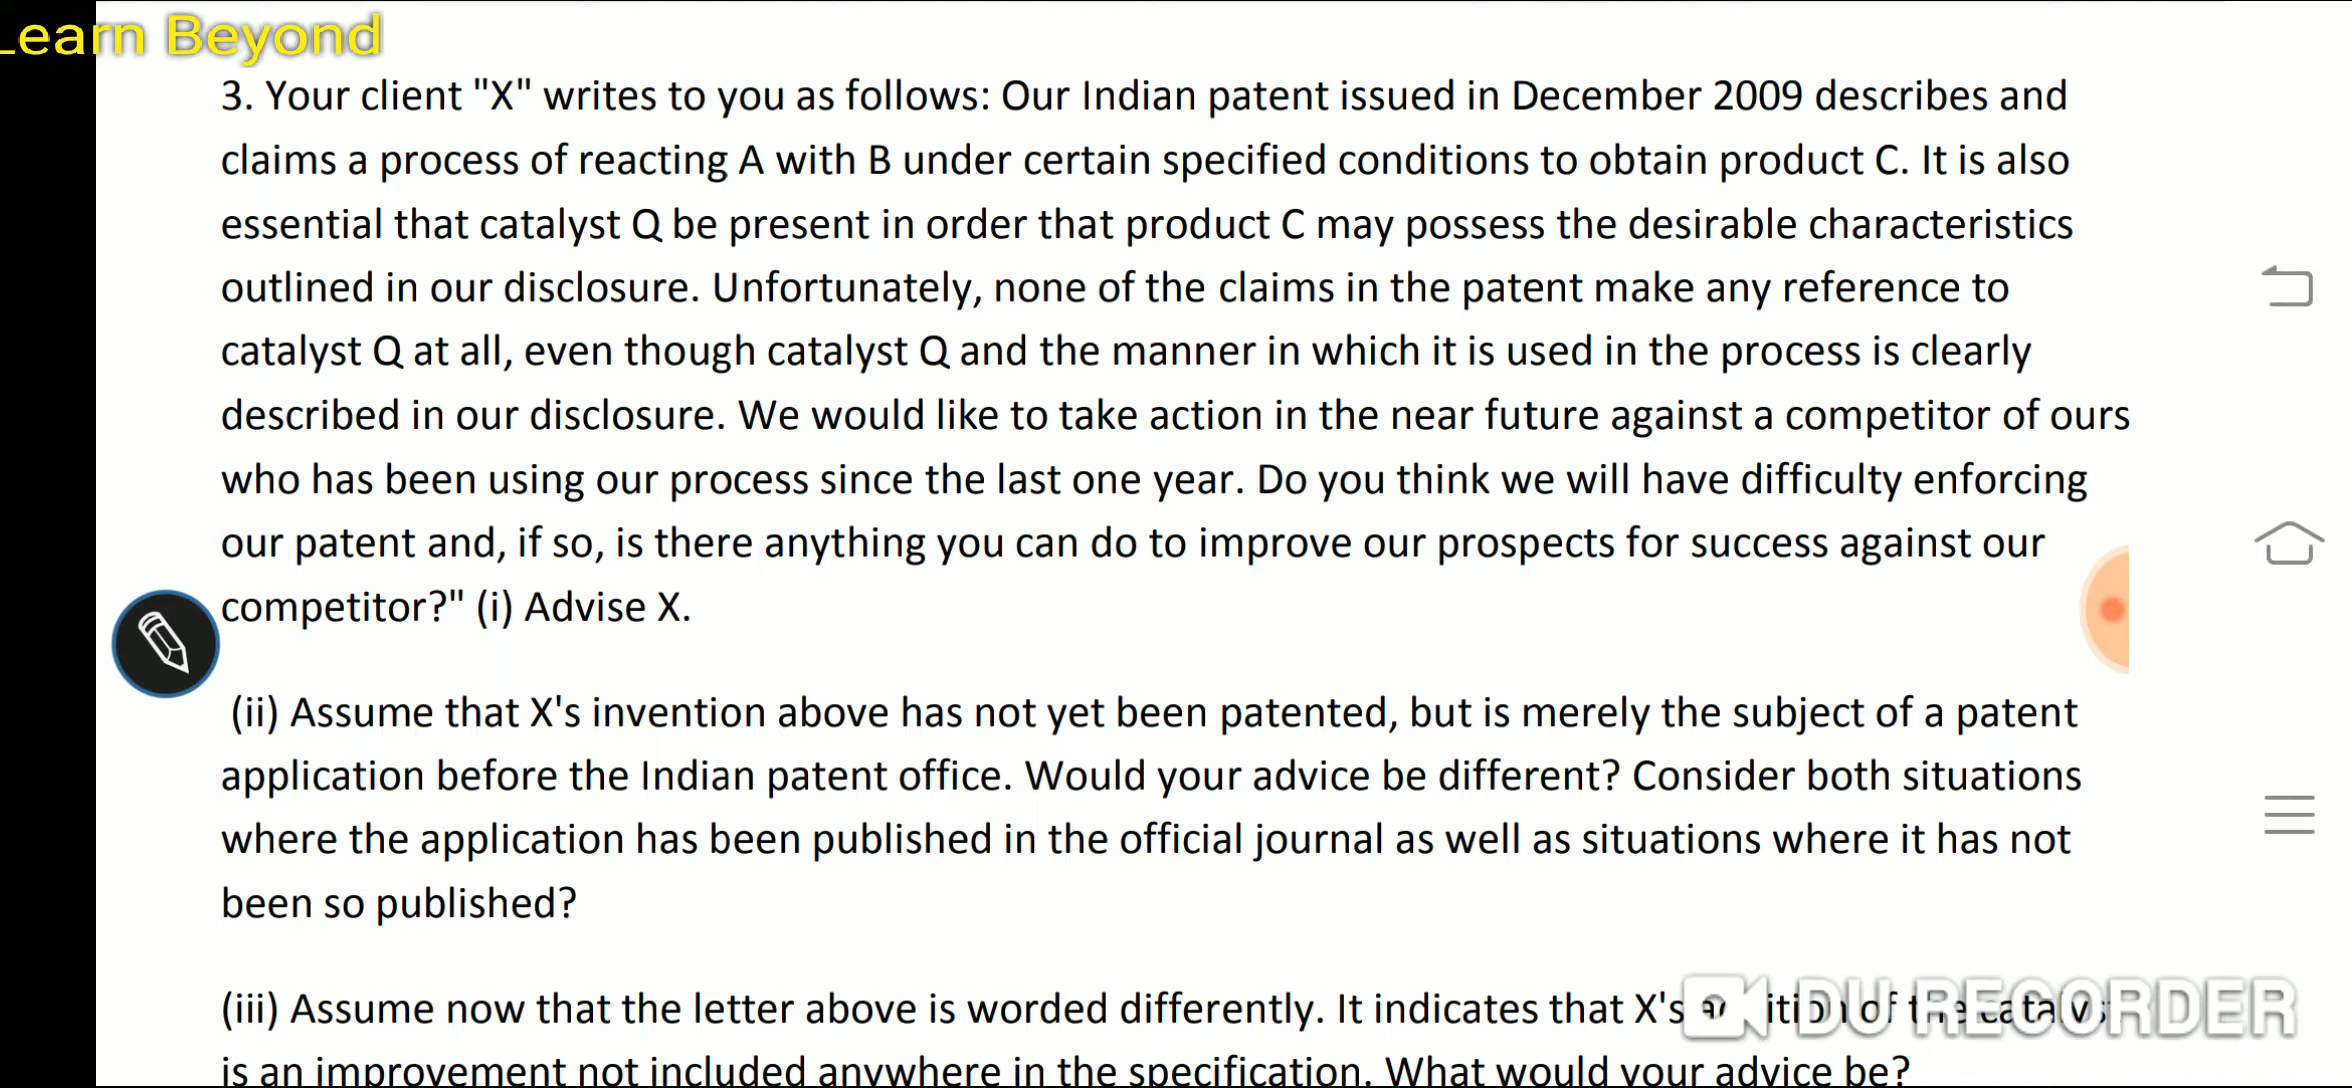 Learn Beyond
3. Your client "X" writes to you as follows: Our Indian patent issued in December 2009 describes and
claims a process of reacting A with B under certain specified conditions to obtain product C. It is also
essential that catalyst Q be present in order that product C may possess the desirable characteristics
outlined in our disclosure. Unfortunately, none of the claims in the patent make any reference to
catalyst Q at all, even though catalyst Q and the manner in which it is used in the process is clearly
described in our disclosure. We would like to take action in the near future against a competitor of ours
who has been using our process since the last one year. Do you think we will have difficulty enforcing
our patent and, if so, is there anything you can do to improve our prospects for success against our
competitor?" (i) Advise X.
(ii) Assume that X's invention above has not yet been patented, but is merely the subject of a patent
application before the Indian patent office. Would your advice be different? Consider both situations
where the application has been published in the official journal as well as situations where it has not
been so published?
(iii) Assume now that the letter above is worded differently. It indicates that X's addition of the catalyst
is an improvement not included anywhere in the specification. What would your advice be?
DU RECORDER